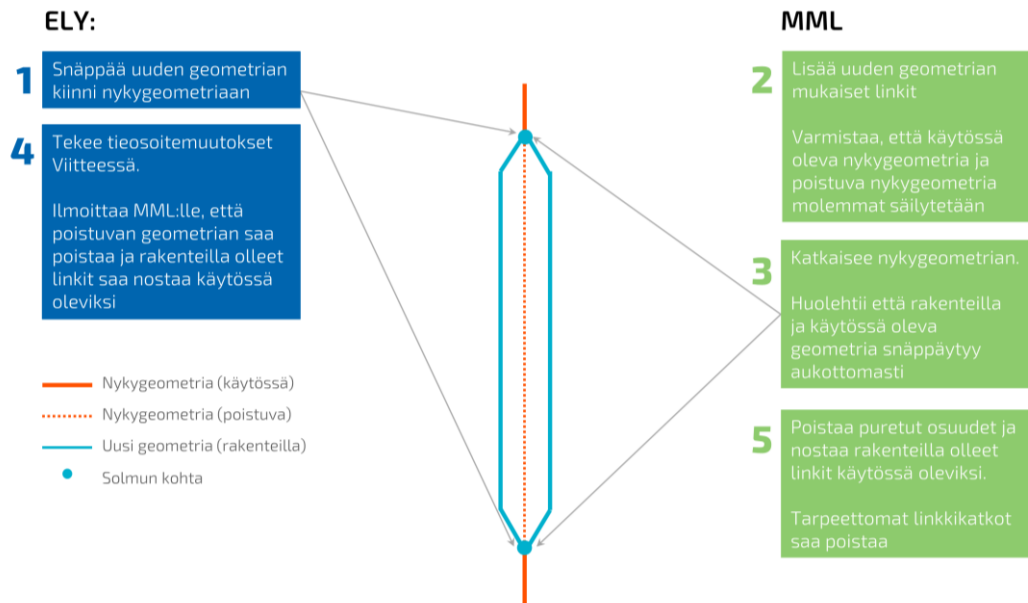 ELY:
1
Snäppää uuden geometrian
kiinni nykygeometriaan
4
Tekee tieosoitemuutokset
Viitteessä.
Ilmoittaa MML:lle, että
poistuvan geometrian saa
poistaa ja rakenteilla olleet
linkit saa nostaa käytössä
oleviksi
Nykygeometria (käytössä)
Nykygeometria (poistuva)
Uusi geometria (rakenteilla)
Solmun kohta
MML
2
Lisää uuden geometrian
mukaiset linkit
Varmistaa, että käytössä
oleva nykygeometria ja
poistuva nykygeometria
molemmat säilytetään
3
Katkaisee nykygeometrian.
Huolehtii että rakenteilla
ja käytössä oleva
geometria snäppäytyy
aukottomasti
5
Poistaa puretut osuudet ja
nostaa rakenteilla olleet
linkit käytössä oleviksi.
Tarpeettomat linkkikatkot
saa poistaa